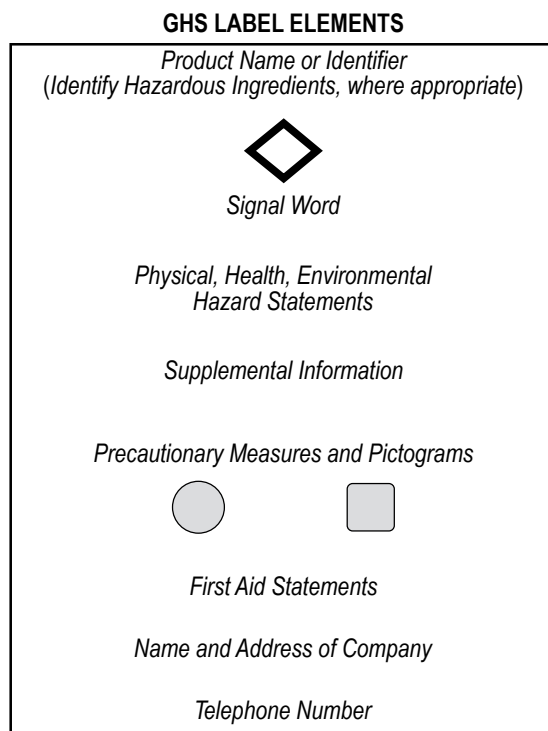 GHS LABEL ELEMENTS
Product Name or Identifier
(Identify Hazardous Ingredients, where appropriate)
Signal Word
Physical, Health, Environmental
Hazard Statements
Supplemental Information
Precautionary Measures and Pictograms
First Aid Statements
Name and Address of Company
Telephone Number